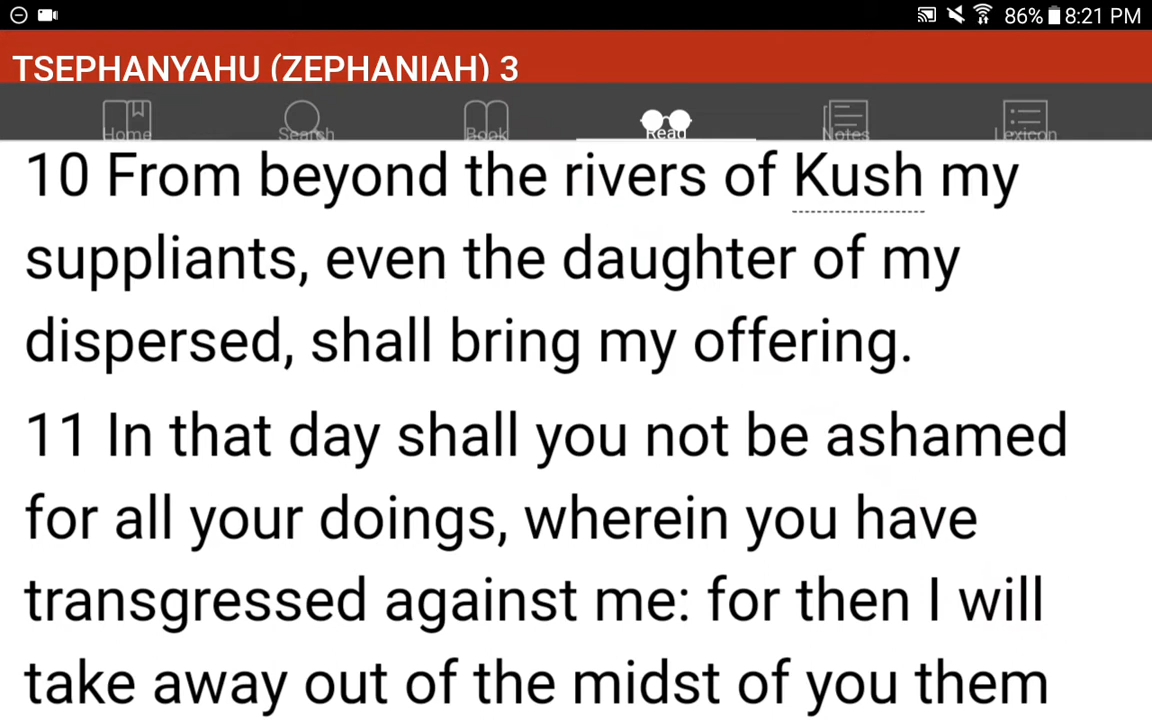 86% 8:21 PM
TSEPHANYAHU (ZEPHANIAH) 3
Home Search Book Read Notes Lexicon
10 From beyond the rivers of Kush my
suppliants, even the daughter of my
dispersed, shall bring my offering.
11 In that day shall you not be ashamed
for all your doings, wherein you have
transgressed against me: for then I will
take away out of the midst of you them